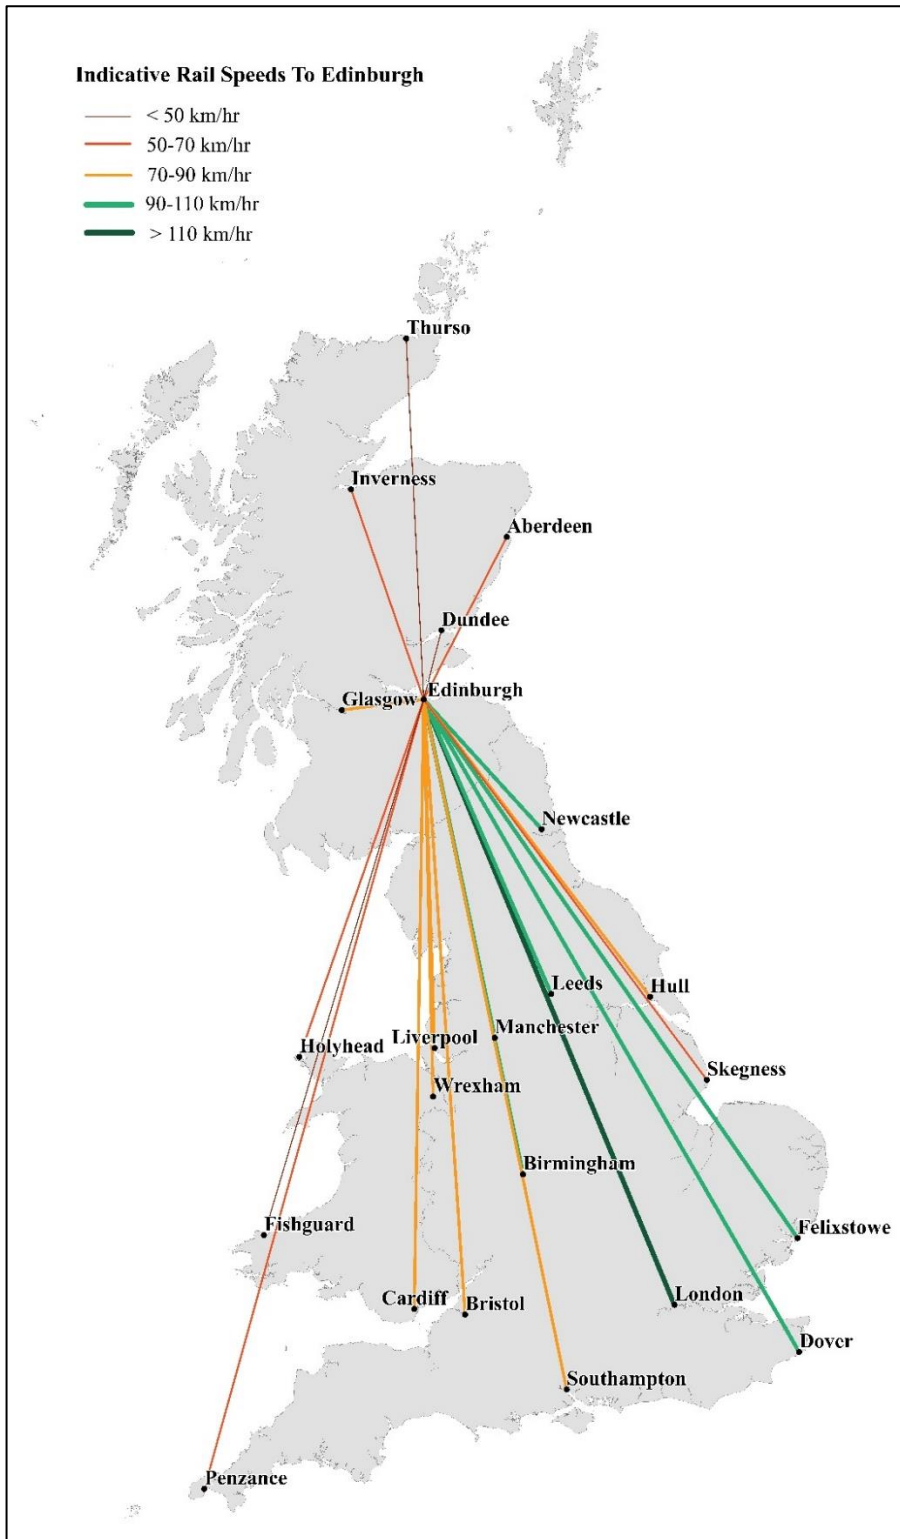 Indicative Rail Speeds To Edinburgh
< 50 km/hr
50-70 km/hr
70-90 km/hr
90-110 km/hr
> 110 km/hr
Thurso
Inverness
Aberdeen
Dundee
Edinburgh
Glasgow
Newcastle
Leeds
Hull
Manchester
Liverpool
Holyhead
Skegness
Wrexham
Birmingham
Fishguard
Felixstowe
Cardiff
Bristol
London
Dover
Southampton
Penzance